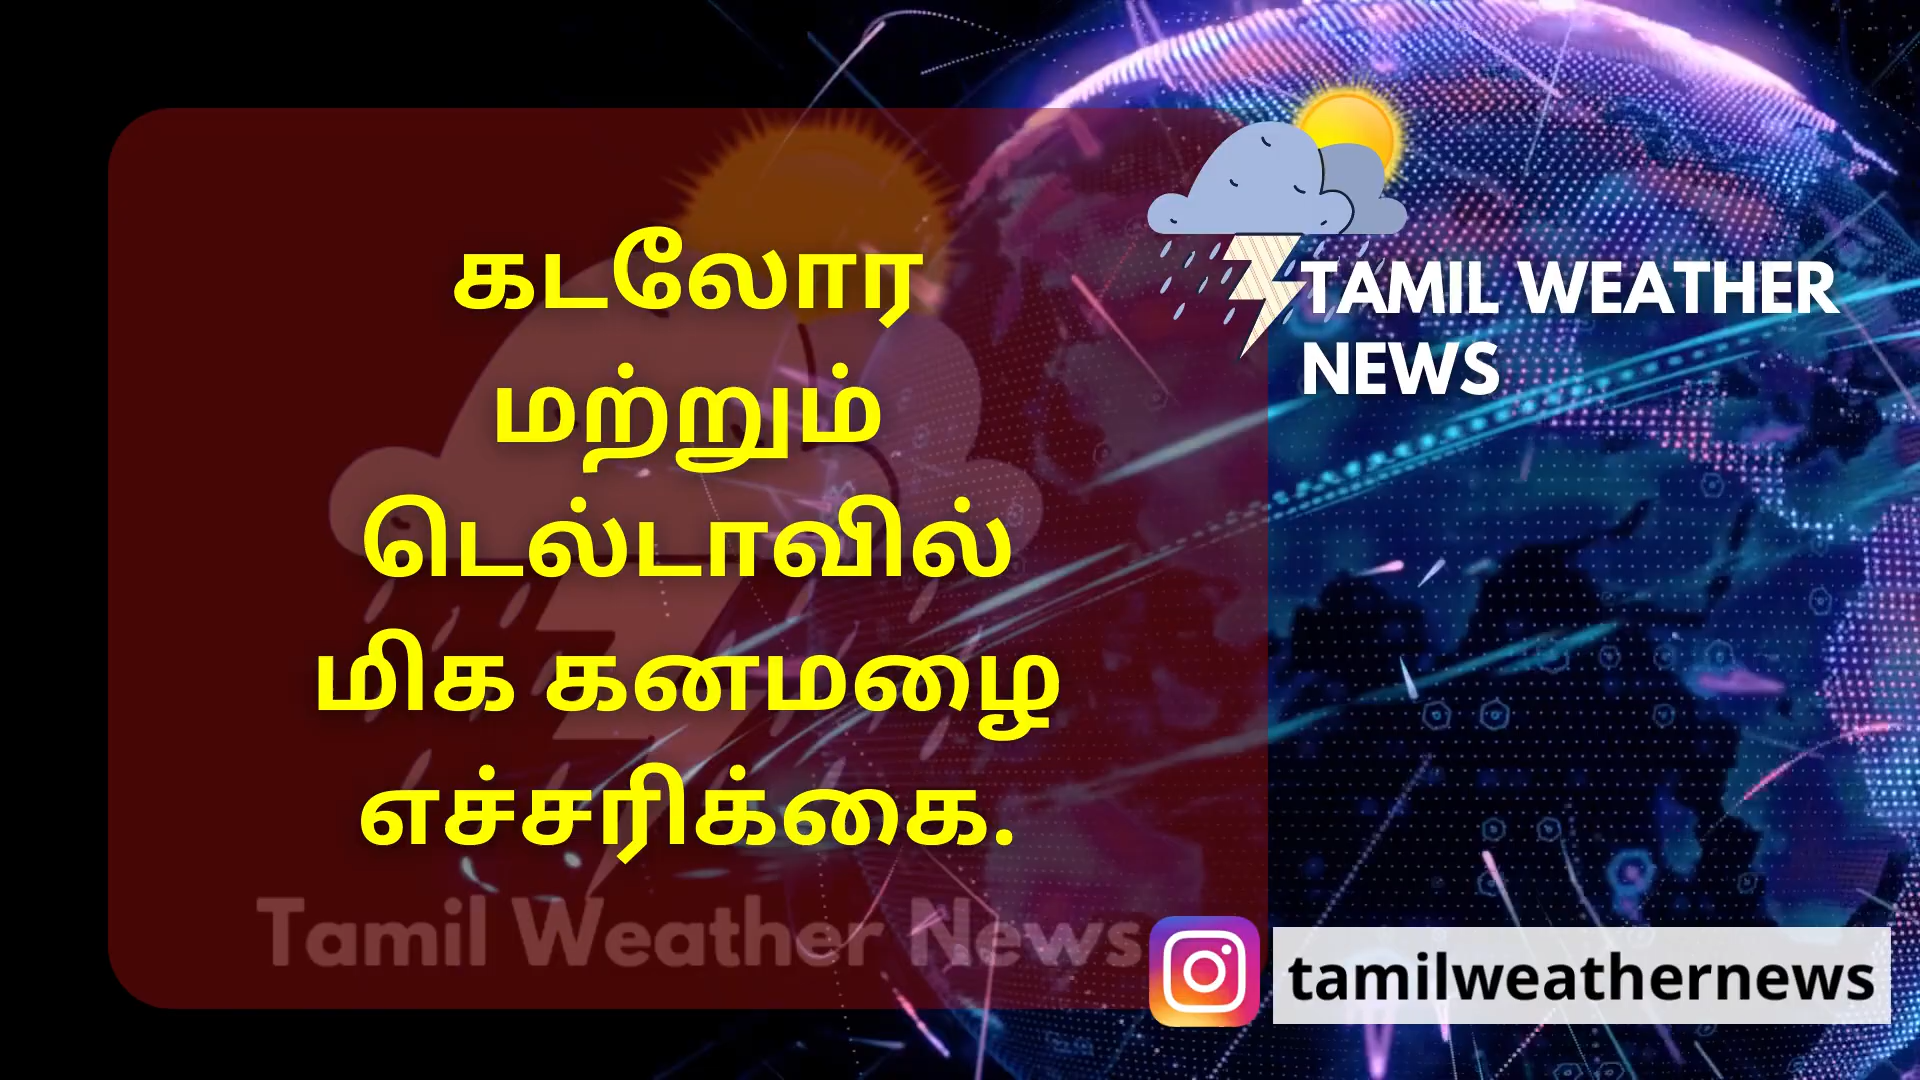 கடலோர
மற்றும்
டெல்டாவில்
மிக கனமழை
எச்சரிக்கை.
Tamil Weather News
TAMIL WEATHER
NEWS
tamilweathernews